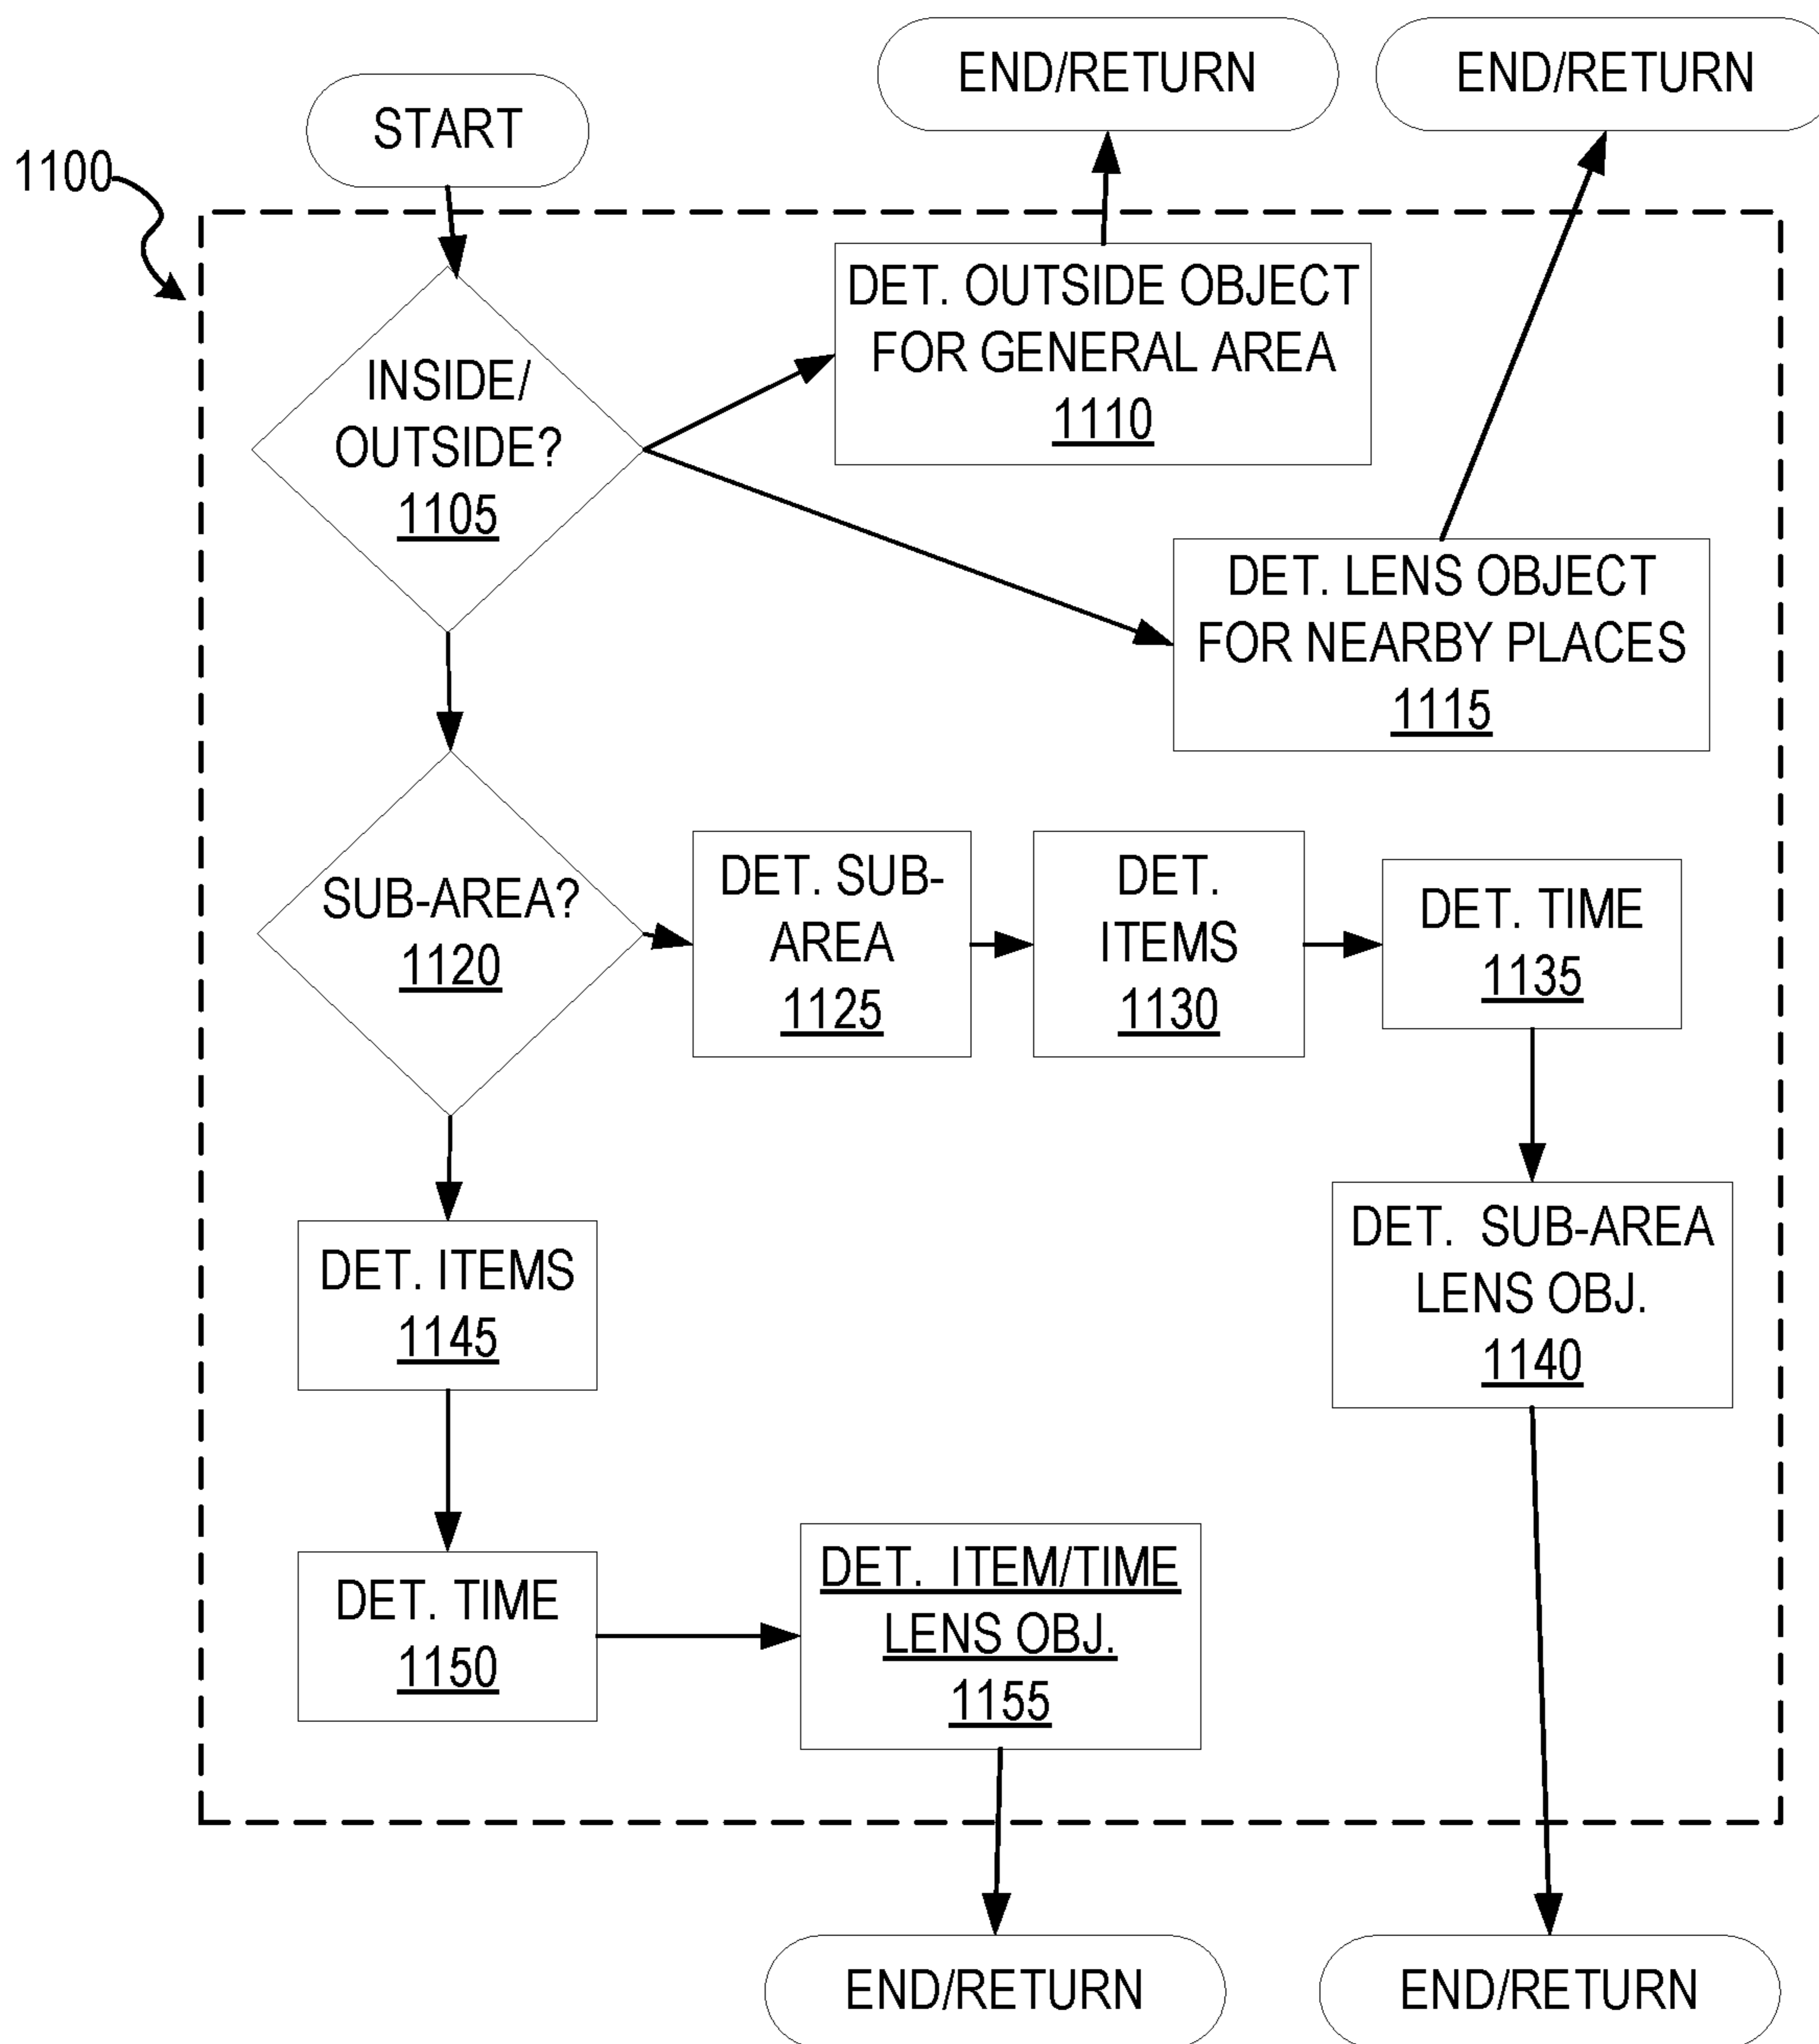 END/RETURN
END/RETURN
START
1100
DET. OUTSIDE OBJECT
FOR GENERAL AREA
1110
INSIDE/
OUTSIDE?
1105
DET. LENS OBJECT
FOR NEARBY PLACES
1115
SUB-AREA?
1120
DET. SUB-
AREA
1125
DET.
ITEMS
1130
DET. TIME
1135
DET. SUB-AREA
LENS OBJ.
1140
DET. ITEMS
1145
DET. TIME
1150
DET. ITEM/TIME
LENS OBJ.
1155
END/RETURN
END/RETURN